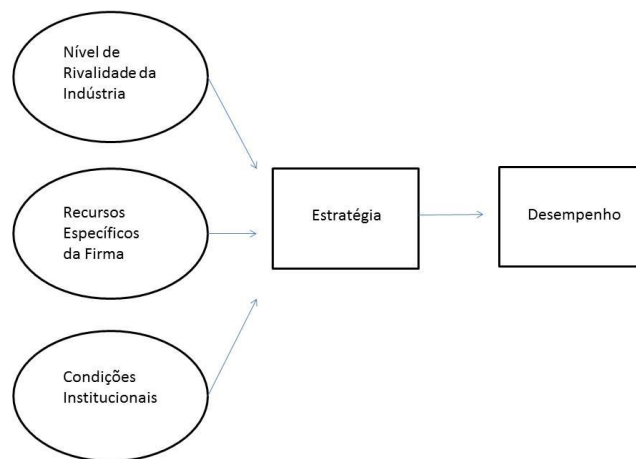 Nível de
Rivalidade da
Indústria
Recursos
Específicos
da Firma
Estratégia
Desempenho
Condições
Institucionais